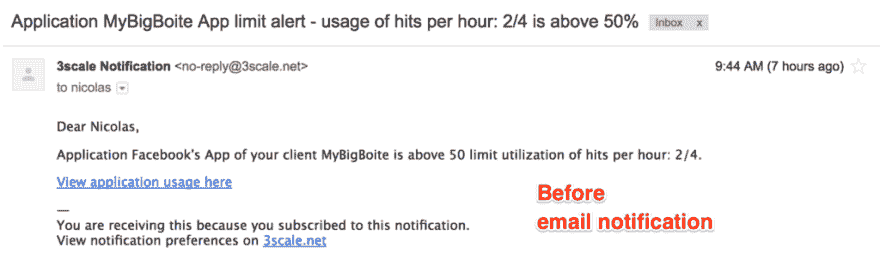 Application MyBigBoite App limit alert - usage of hits per hour: 2/4 is above 50% Inbox x
3scale Notification <no-reply@3scale.net> 9:44 AM (7 hours ago)
to nicolas
Dear Nicolas,
Application Facebook's App of your client MyBigBoite is above 50 limit utilization of hits per hour: 2/4.
View application usage here
—
You are receiving this because you subscribed to this notification.
View notification preferences on 3scale.net
Before
email notification